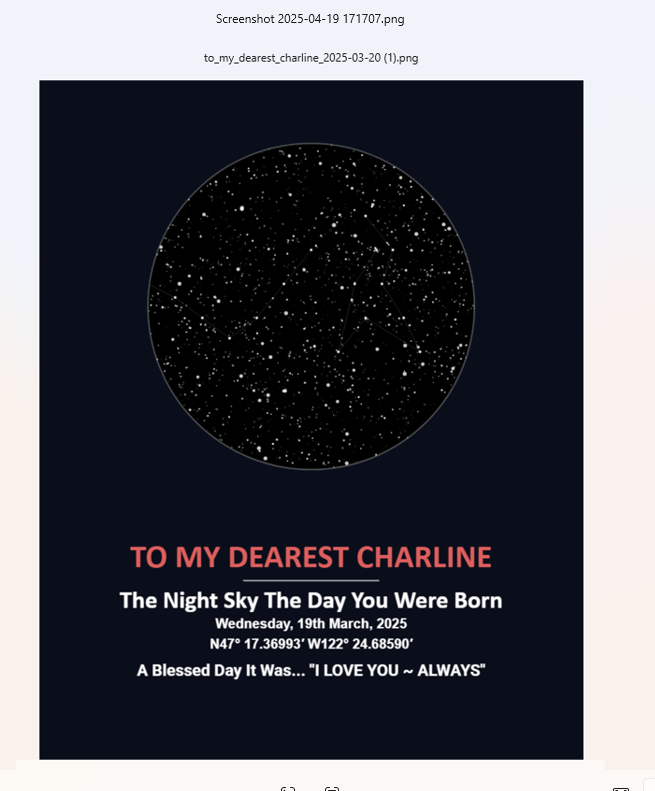 Screenshot 2025-04-19 171707.png
to_my_dearest_charline_2025-03-20 (1).png
TO MY DEAREST CHARLINE
The Night Sky The Day You Were Born
Wednesday, 19th March, 2025
N47° 17.36993′ W122° 24.68590′
A Blessed Day It Was... "I LOVE YOU ~ ALWAYS"